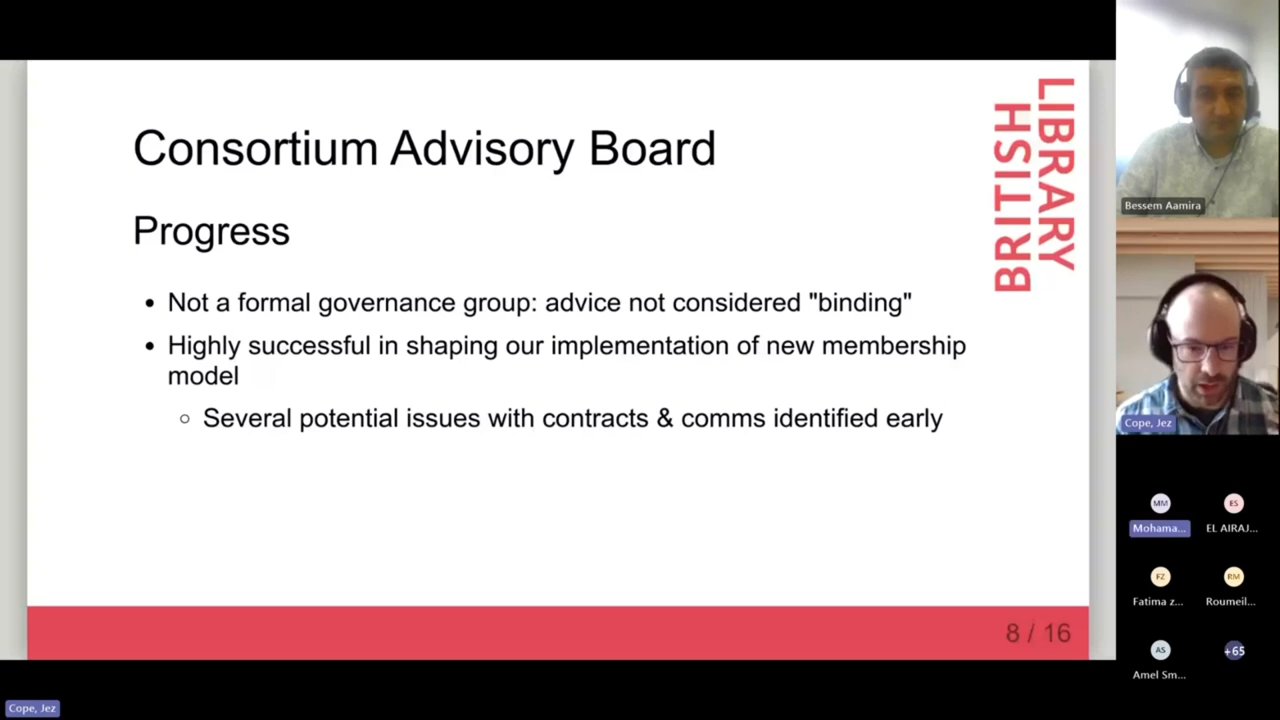 Consortium Advisory Board
BRITISH
LIBRARY
Progress
• Not a formal governance group: advice not considered "binding"
• Highly successful in shaping our implementation of new membership
model
○ Several potential issues with contracts & comms identified early
8 / 16
Cope, Jez
Bessem Aamira
Cope, Jez
MM
Mohama...
ES
EL AIRAJ...
FZ
Fatima z...
RM
Roumeil...
AS
Amel Sm...
+65